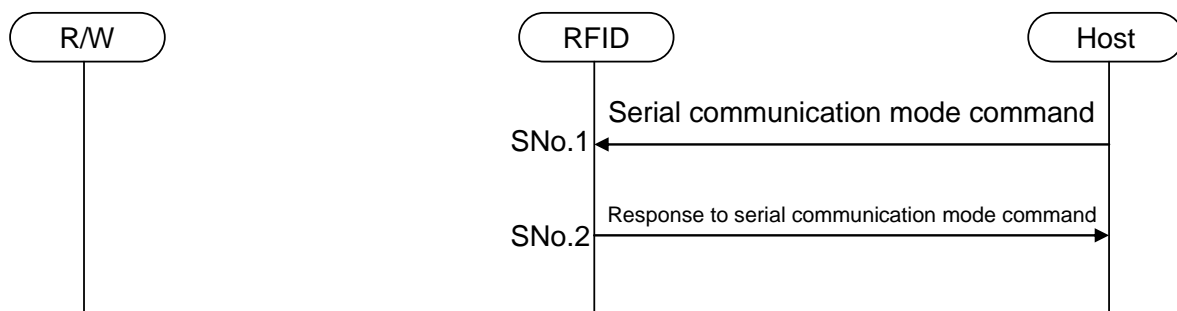 R/W
RFID
Host
Serial communication mode command
SNo.1
Response to serial communication mode command
SNo.2